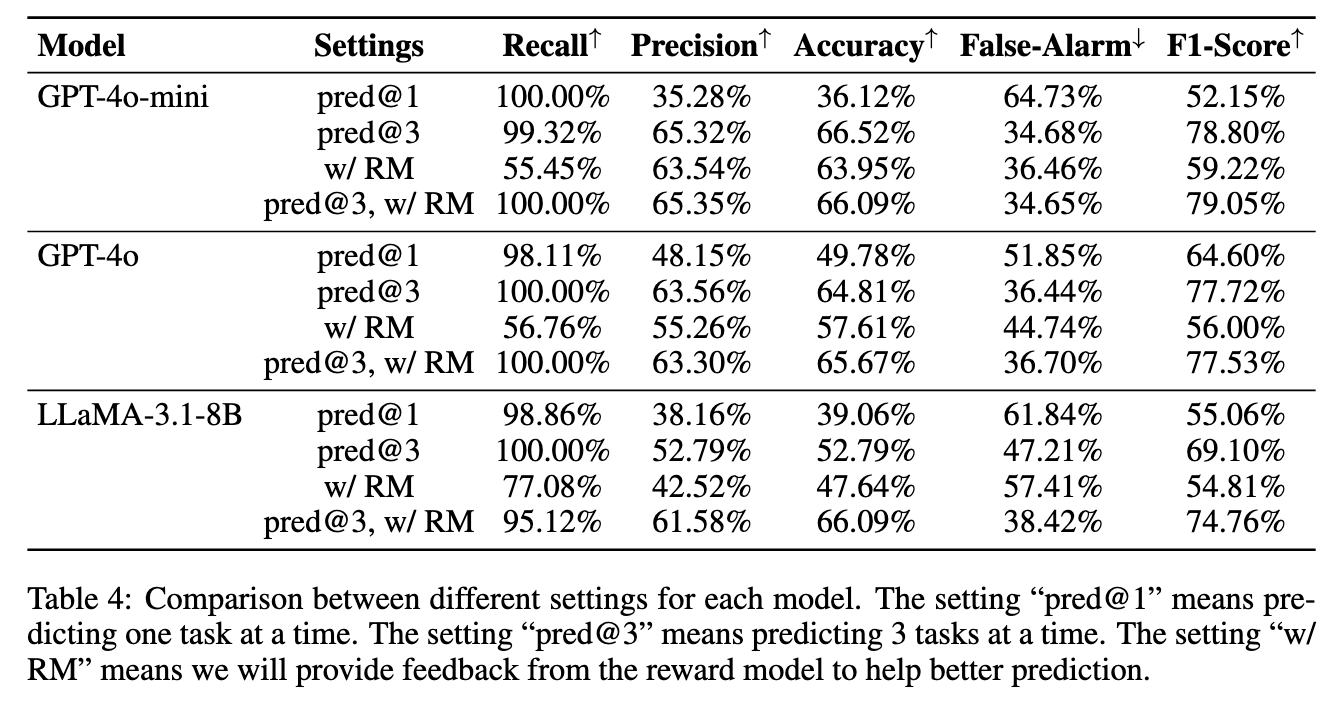 Model Settings Recall↑ Precision↑ Accuracy↑ False-Alarm↓ F1-Score↑
GPT-4o-mini pred@1 100.00% 35.28% 36.12% 64.73% 52.15%
pred@3 99.32% 65.32% 66.52% 34.68% 78.80%
w/ RM 55.45% 63.54% 63.95% 36.46% 59.22%
pred@3, w/ RM 100.00% 65.35% 66.09% 34.65% 79.05%
GPT-4o pred@1 98.11% 48.15% 49.78% 51.85% 64.60%
pred@3 100.00% 63.56% 64.81% 36.44% 77.72%
w/ RM 56.76% 55.26% 57.61% 44.74% 56.00%
pred@3, w/ RM 100.00% 63.30% 65.67% 36.70% 77.53%
LLaMA-3.1-8B pred@1 98.86% 38.16% 39.06% 61.84% 55.06%
pred@3 100.00% 52.79% 52.79% 47.21% 69.10%
w/ RM 77.08% 42.52% 47.64% 57.41% 54.81%
pred@3, w/ RM 95.12% 61.58% 66.09% 38.42% 74.76%
Table 4: Comparison between different settings for each model. The setting “pred@1” means pre-
dicting one task at a time. The setting “pred@3” means predicting 3 tasks at a time. The setting “w/
RM” means we will provide feedback from the reward model to help better prediction.